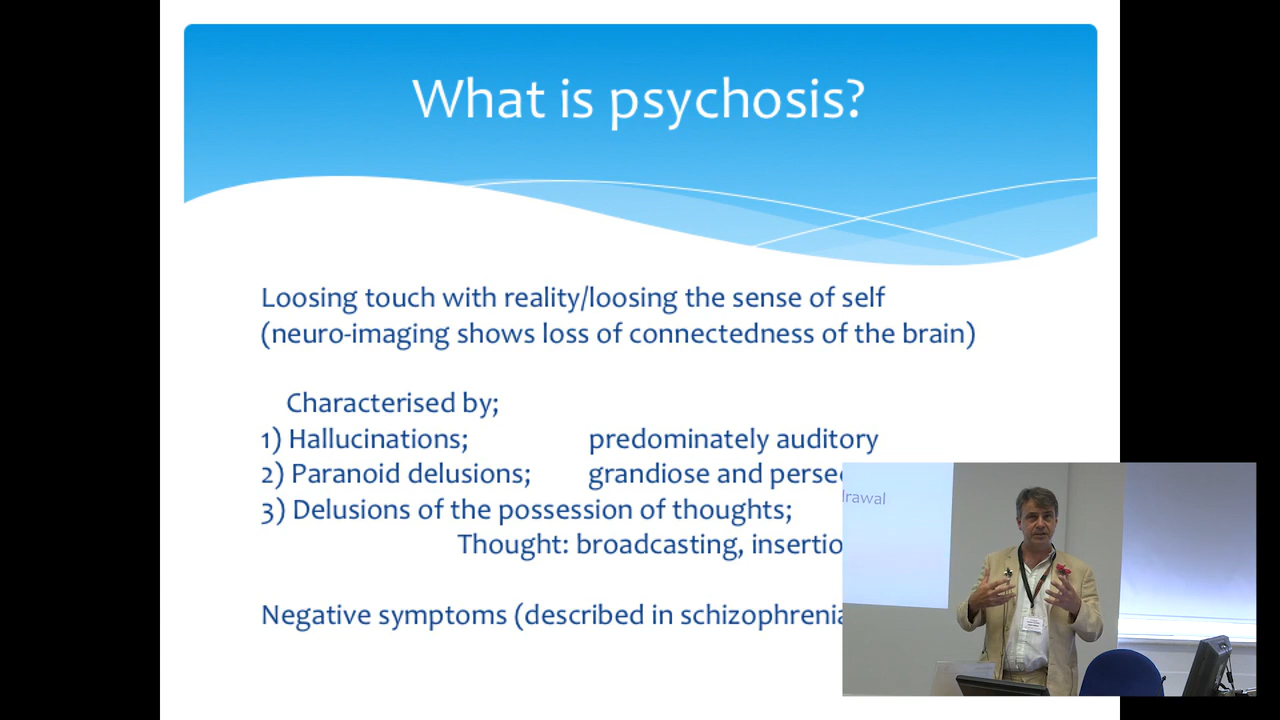 What is psychosis?
Loosing touch with reality/loosing the sense of self
(neuro-imaging shows loss of connectedness of the brain)
Characterised by;
1) Hallucinations; predominately auditory
2) Paranoid delusions; grandiose and persec
3) Delusions of the possession of thoughts;
Thought: broadcasting, insertio
Negative symptoms (described in schizophrenia
drawal